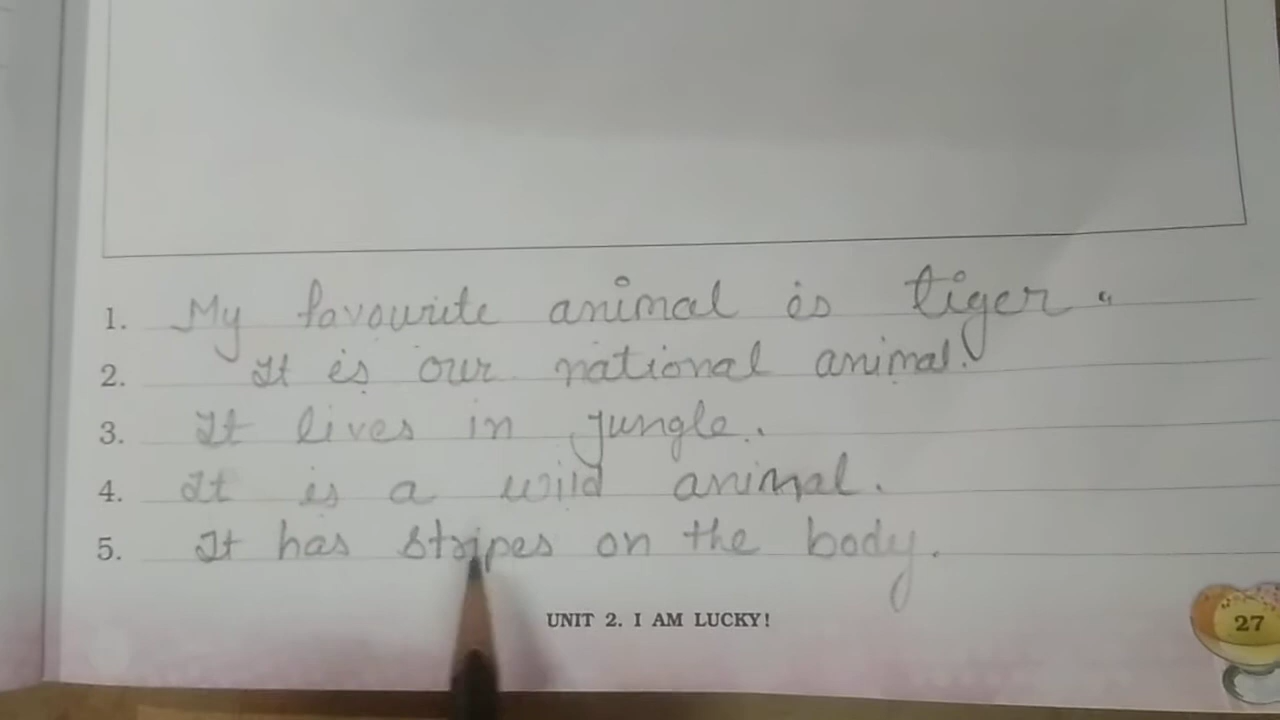 1. My favourite animal is tiger.
2. It is our national animal.
3. It lives in jungle.
4. It is a wild animal.
5. It has stripes on the body.
UNIT 2. I AM LUCKY!
27